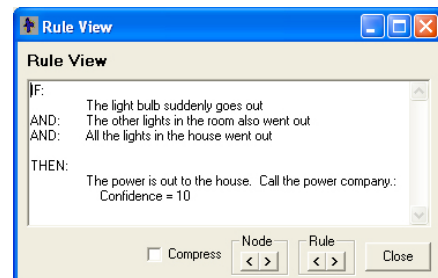 Rule View
Rule View
IF:
The light bulb suddenly goes out
AND: The other lights in the room also went out
AND: All the lights in the house went out
THEN:
The power is out to the house. Call the power company.:
Confidence = 10
Compress
Node
< >
Rule
< >
Close